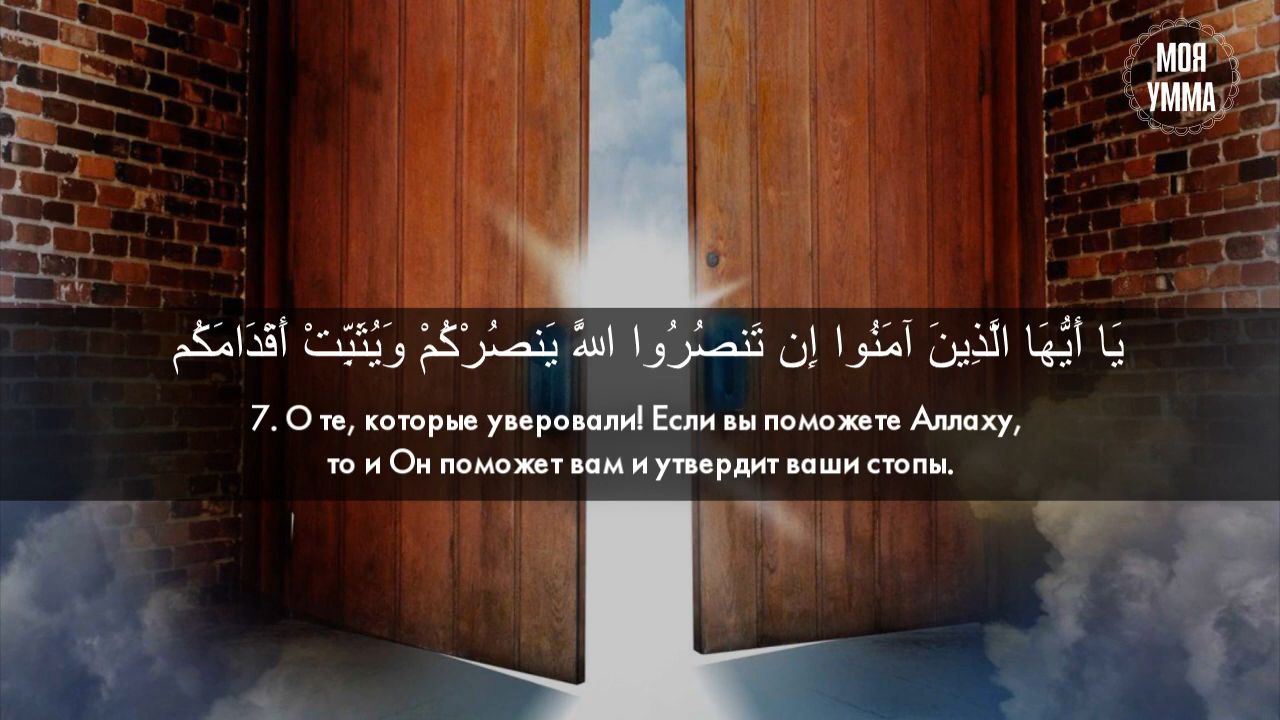 МОЯ
УММА
يَا أَيُّهَا الَّذِينَ آمَنُوا إِن تَنصُرُوا اللهَّ يَنصُرْكُمْ وَيُثَبِّتْ أَقْدَامَكُم
7. О те, которые уверовали! Если вы поможете Аллаху,
то и Он поможет вам и утвердит ваши стопы.